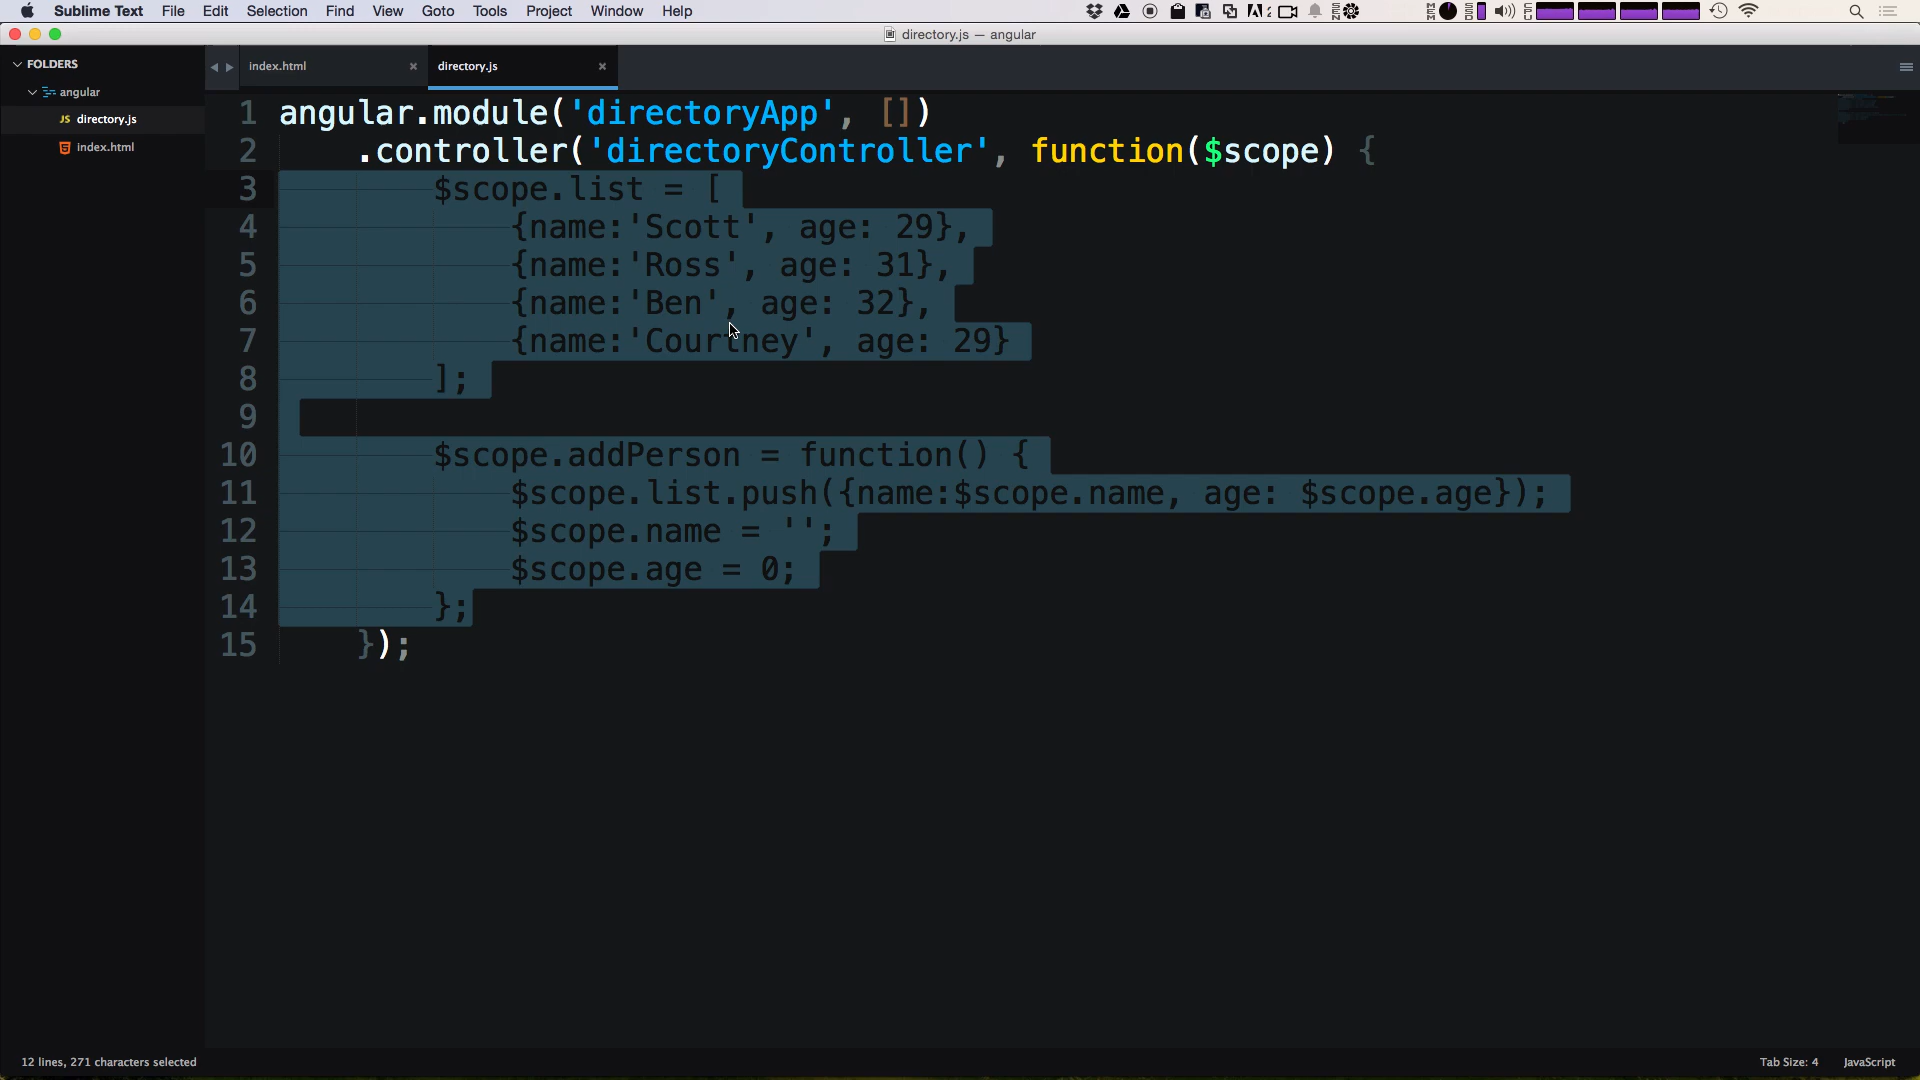 Sublime Text File Edit Selection Find View Goto Tools Project Window Help
directory.js — angular
FOLDERS
angular
directory.js
index.html
index.html directory.js
1 angular.module('directoryApp', [])
2 .controller('directoryController', function($scope) {
3 $scope.list = [
4 {name:'Scott', age: 29},
5 {name:'Ross', age: 31},
6 {name:'Ben', age: 32},
7 {name:'Courtney', age: 29}
8 ];
9
10 $scope.addPerson = function() {
11 $scope.list.push({name:$scope.name, age: $scope.age});
12 $scope.name = '';
13 $scope.age = 0;
14 };
15 });
12 lines, 271 characters selected
Tab Size: 4 JavaScript